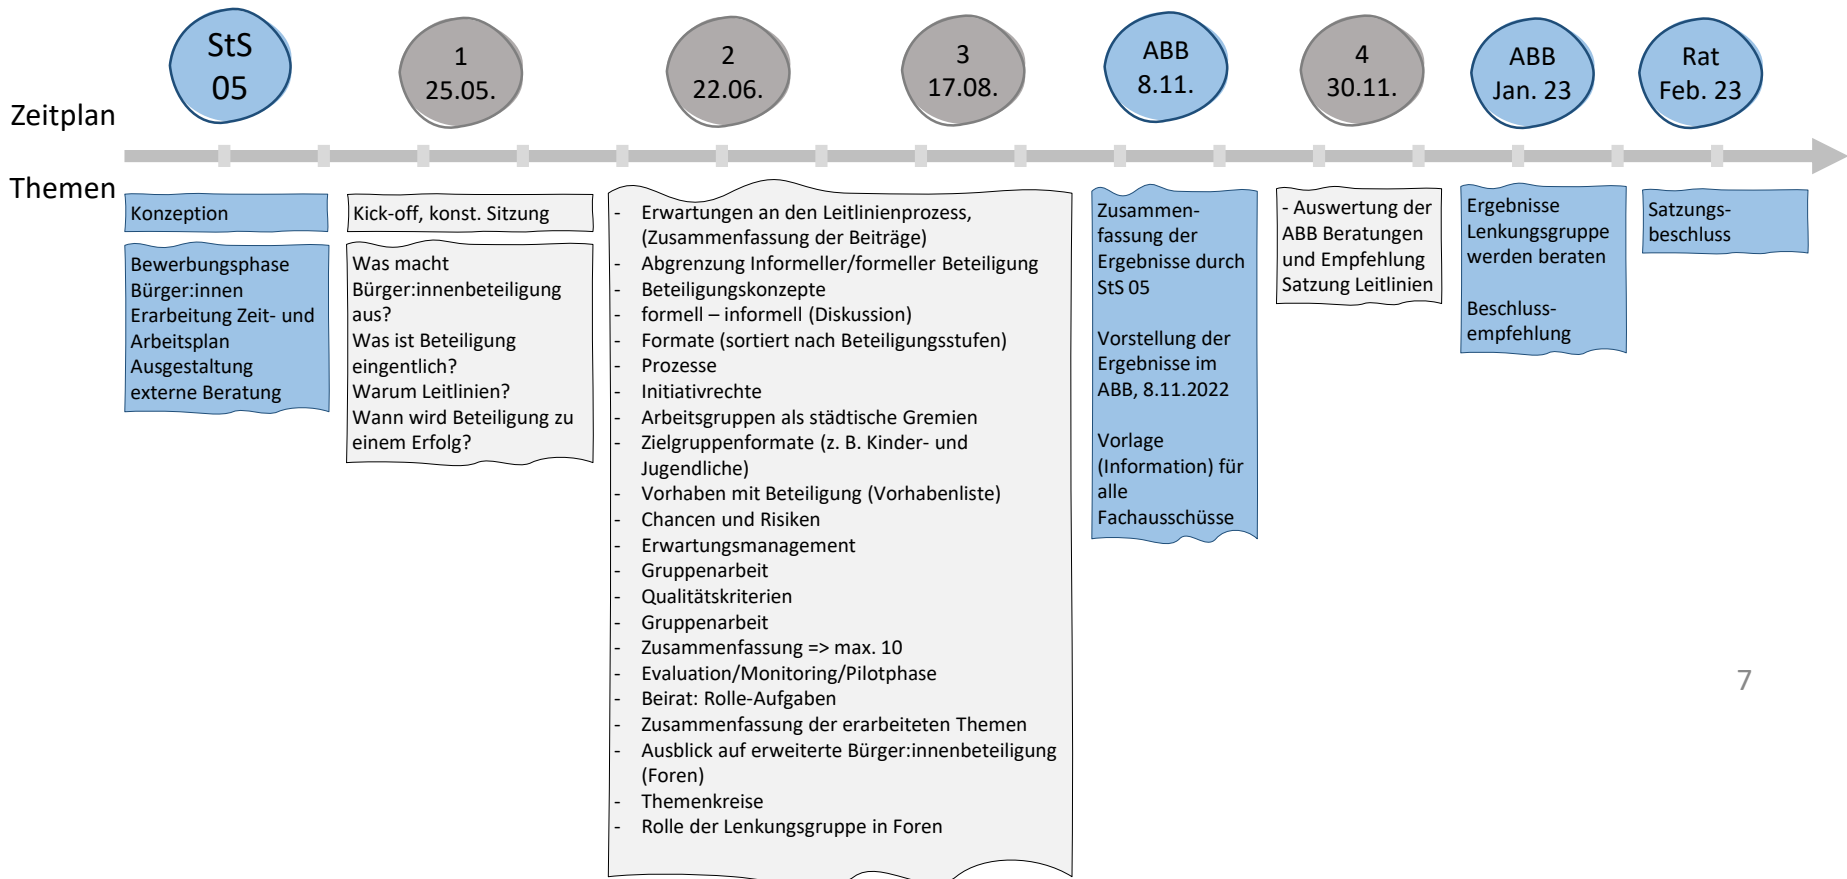 StS
05
1
25.05.
2
22.06.
3
17.08.
ABB
8.11.
4
30.11.
ABB
Jan. 23
Rat
Feb. 23
Zeitplan
Themen
Konzeption
Bewerbungsphase
Bürger:innen
Erarbeitung Zeit- und
Arbeitsplan
Ausgestaltung
externe Beratung
Kick-off, konst. Sitzung
Was macht
Bürger:innenbeteiligung
aus?
Was ist Beteiligung
eingentlich?
Warum Leitlinien?
Wann wird Beteiligung zu
einem Erfolg?
- Erwartungen an den Leitlinienprozess,
(Zusammenfassung der Beiträge)
- Abgrenzung Informeller/formeller Beteiligung
- Beteiligungskonzepte
- formell – informell (Diskussion)
- Formate (sortiert nach Beteiligungsstufen)
- Prozesse
- Initiativrechte
- Arbeitsgruppen als städtische Gremien
- Zielgruppenformate (z. B. Kinder- und
Jugendliche)
- Vorhaben mit Beteiligung (Vorhabenliste)
- Chancen und Risiken
- Erwartungsmanagement
- Gruppenarbeit
- Qualitätskriterien
- Gruppenarbeit
- Zusammenfassung => max. 10
- Evaluation/Monitoring/Pilotphase
- Beirat: Rolle-Aufgaben
- Zusammenfassung der erarbeiteten Themen
- Ausblick auf erweiterte Bürger:innenbeteiligung
(Foren)
- Themenkreise
- Rolle der Lenkungsgruppe in Foren
Zusammen-
fassung der
Ergebnisse durch
StS 05
Vorstellung der
Ergebnisse im
ABB, 8.11.2022
Vorlage
(Information) für
alle
Fachausschüsse
- Auswertung der
ABB Beratungen
und Empfehlung
Satzung Leitlinien
Ergebnisse
Lenkungsgruppe
werden beraten
Beschluss-
empfehlung
Satzungs-
beschluss
7